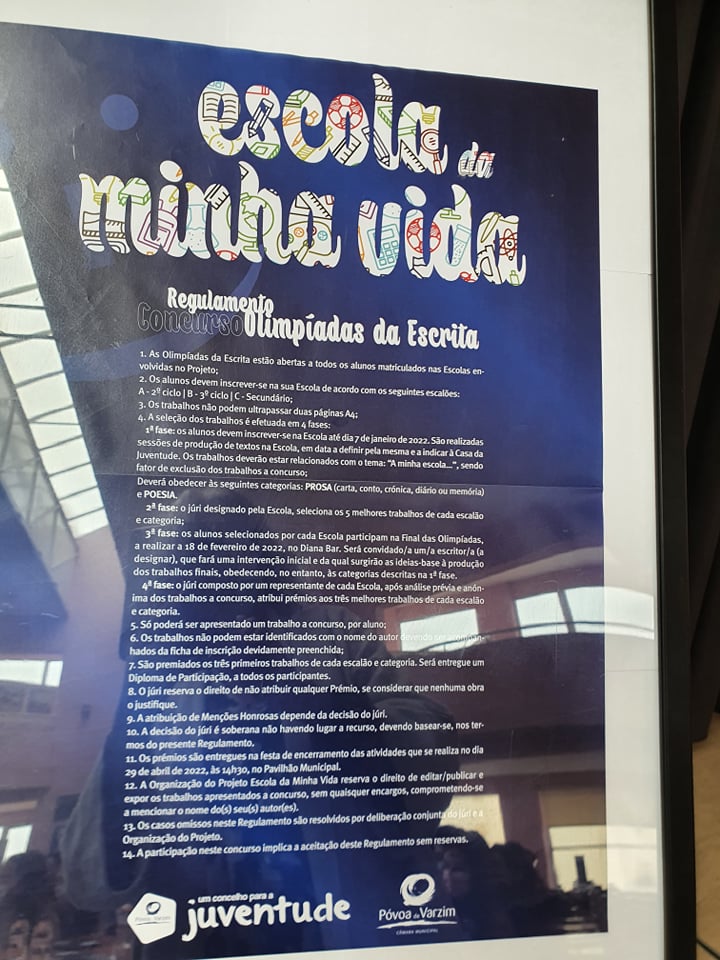 escola da
minha vida
Regulamento
Concurso Olimpíadas da Escrita
1. As Olimpíadas da Escrita estão abertas a todos os alunos matriculados nas Escolas en-
volvidas no Projeto;
2. Os alunos devem inscrever-se na sua Escola de acordo com os seguintes escalões:
A - 2º ciclo | B - 3º ciclo | C - Secundário;
3. Os trabalhos não podem ultrapassar duas páginas A4;
4. A seleção dos trabalhos é efetuada em 4 fases:
1ª fase: os alunos devem inscrever-se na Escola até dia 7 de janeiro de 2022. São realizadas
sessões de produção de textos na Escola, em data a definir pela mesma e a indicar à Casa da
Juventude. Os trabalhos deverão estar relacionados com o tema: "A minha escola...", sendo
fator de exclusão dos trabalhos a concurso;
Deverá obedecer às seguintes categorias: PROSA (carta, conto, crónica, diário ou memória)
e POESIA.
2ª fase: o júri designado pela Escola, seleciona os 5 melhores trabalhos de cada escalão
e categoria;
3ª fase: os alunos selecionados por cada Escola participam na Final das Olimpíadas,
a realizar a 18 de fevereiro de 2022, no Diana Bar. Será convidado/a um/a escritor/a (a
designar), que fará uma intervenção inicial e da qual surgirão as ideias-base à produção
dos trabalhos finais, obedecendo, no entanto, às categorias descritas na 1ª fase.
4ª fase: o júri composto por um representante de cada Escola, após análise prévia e anón-
ima dos trabalhos a concurso, atribui prémios aos três melhores trabalhos de cada escalão
e categoria.
5. Só poderá ser apresentado um trabalho a concurso, por aluno;
6. Os trabalhos não podem estar identificados com o nome do autor devendo ser acompan-
hados da ficha de inscrição devidamente preenchida;
7. São premiados os três primeiros trabalhos de cada escalão e categoria. Será entregue um
Diploma de Participação, a todos os participantes.
8. O júri reserva o direito de não atribuir qualquer Prémio, se considerar que nenhuma obra
o justifique.
9. A atribuição de Menções Honrosas depende da decisão do júri.
10. A decisão do júri é soberana não havendo lugar a recurso, devendo basear-se, nos ter-
mos do presente Regulamento.
11. Os prémios são entregues na festa de encerramento das atividades que se realiza no dia
29 de abril de 2022, às 14h30, no Pavilhão Municipal.
12. A Organização do Projeto Escola da Minha Vida reserva o direito de editar/publicar e
expor os trabalhos apresentados a concurso, sem quaisquer encargos, comprometendo-se
a mencionar o nome do(s) seu(s) autor(es).
13. Os casos omissos neste Regulamento são resolvidos por deliberação conjunta do júri e a
Organização do Projeto.
14. A participação neste concurso implica a aceitação deste Regulamento sem reservas.
Póvoa de Varzim
um concelho para a
juventude
Póvoa de Varzim
CÂMARA MUNICIPAL